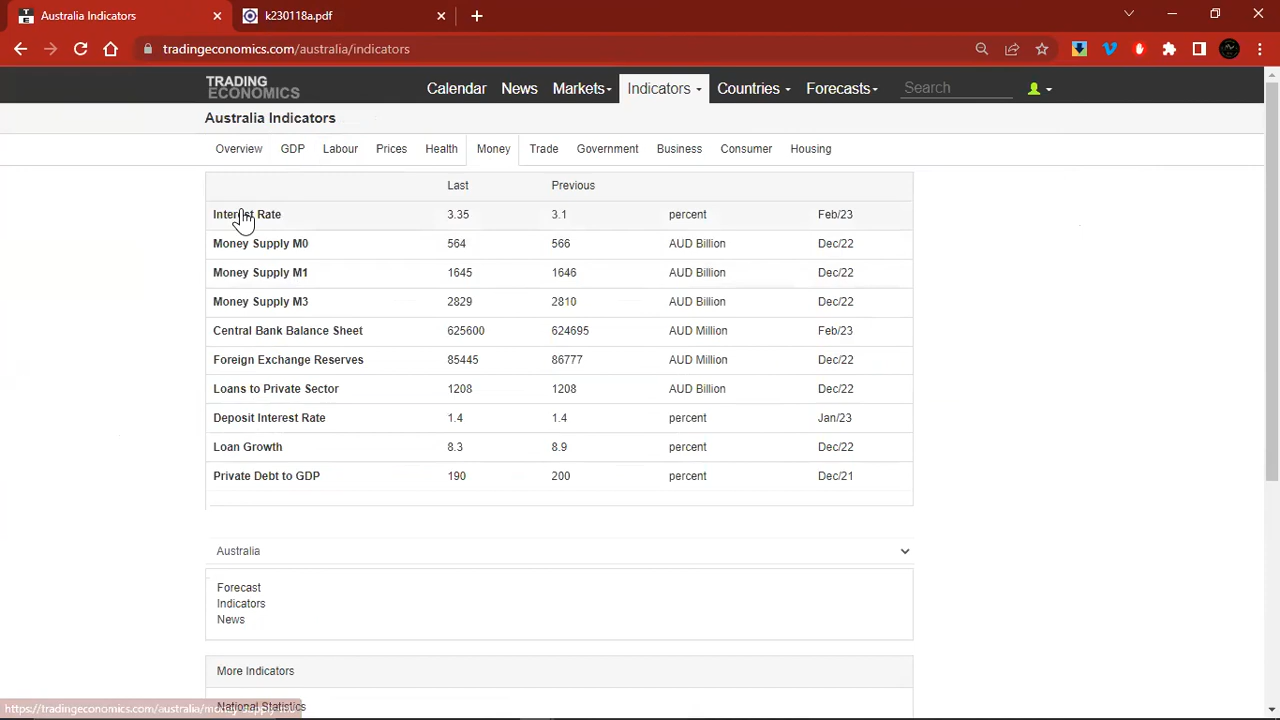 Australia Indicators
k230118a.pdf
tradingeconomics.com/australia/indicators
TRADING
ECONOMICS
Calendar News Markets Indicators Countries Forecasts Search
Australia Indicators
Overview GDP Labour Prices Health Money Trade Government Business Consumer Housing
Last Previous
Interest Rate 3.35 3.1 percent Feb/23
Money Supply M0 564 566 AUD Billion Dec/22
Money Supply M1 1645 1646 AUD Billion Dec/22
Money Supply M3 2829 2810 AUD Billion Dec/22
Central Bank Balance Sheet 625600 624695 AUD Million Feb/23
Foreign Exchange Reserves 85445 86777 AUD Million Dec/22
Loans to Private Sector 1208 1208 AUD Billion Dec/22
Deposit Interest Rate 1.4 1.4 percent Jan/23
Loan Growth 8.3 8.9 percent Dec/22
Private Debt to GDP 190 200 percent Dec/21
Australia
Forecast
Indicators
News
More Indicators
National Statistics